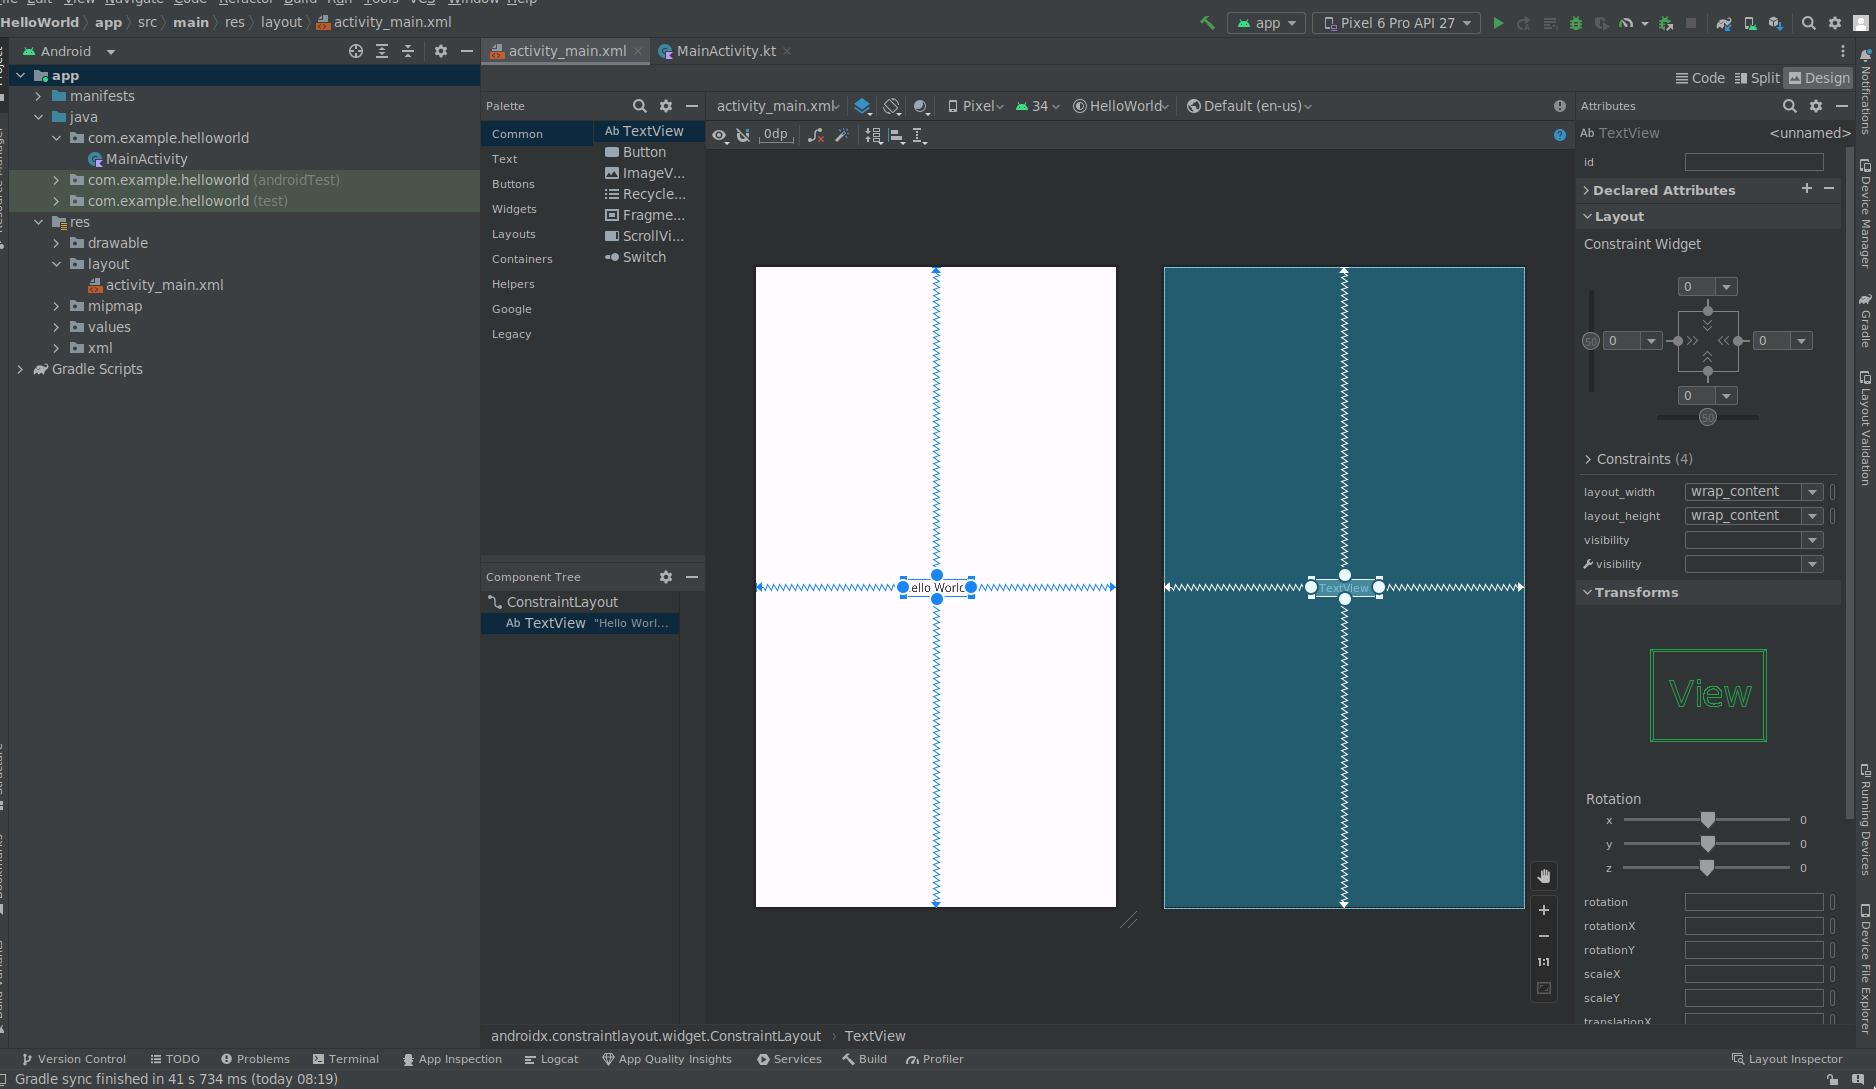 HelloWorld app src main res layout activity_main.xml
app Pixel 6 Pro API 27
Android
activity_main.xml MainActivity.kt
app
manifests
java
com.example.helloworld
MainActivity
com.example.helloworld (androidTest)
com.example.helloworld (test)
res
drawable
layout
activity_main.xml
mipmap
values
xml
Gradle Scripts
Code Split Design
Palette
Common
Text
Buttons
Widgets
Layouts
Containers
Helpers
Google
Legacy
Ab TextView
Button
ImageV...
Recycle...
Fragme...
ScrollVi...
Switch
activity_main.xml Pixel 34 HelloWorld Default (en-us)
0dp
ello World
TextView
1:1
Component Tree
ConstraintLayout
Ab TextView "Hello Worl...
androidx.constraintlayout.widget.ConstraintLayout › TextView
Attributes
Ab TextView <unnamed>
id
Declared Attributes
Layout
Constraint Widget
0
50 0 0
0
50
Constraints (4)
layout_width wrap_content
layout_height wrap_content
visibility
visibility
Transforms
View
Rotation
x 0
y 0
z 0
rotation
rotationX
rotationY
scaleX
scaleY
translationX
Notifications
Device Manager
Gradle
Layout Validation
Running Devices
Device File Explorer
Version Control TODO Problems Terminal App Inspection Logcat App Quality Insights Services Build Profiler Layout Inspector
Gradle sync finished in 41 s 734 ms (today 08:19)